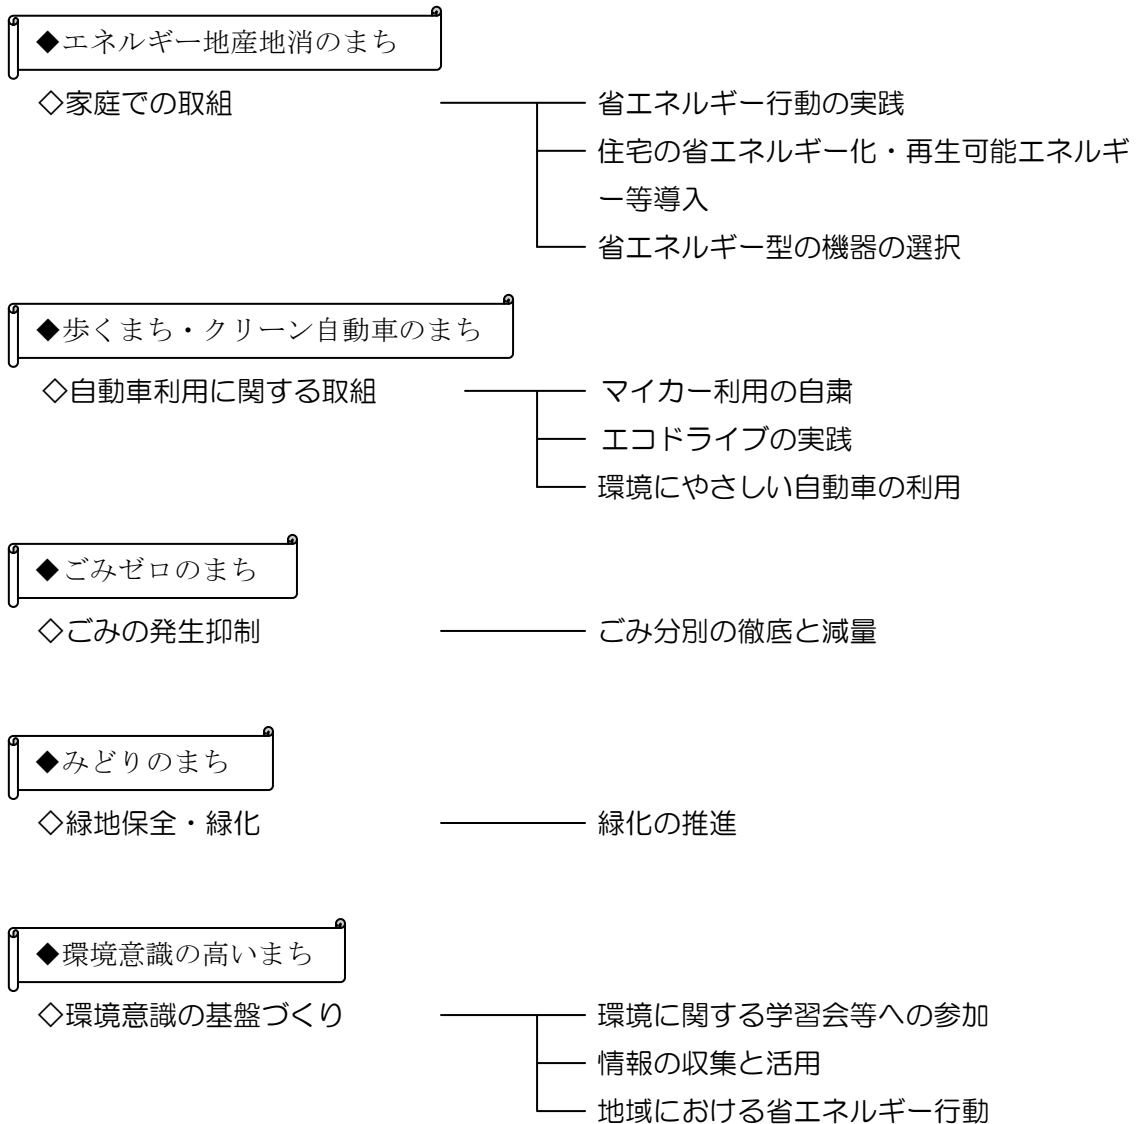 ◆エネルギー地産地消のまち
◇家庭での取組
省エネルギー行動の実践
住宅の省エネルギー化・再生可能エネルギ
ー等導入
省エネルギー型の機器の選択
◆歩くまち・クリーン自動車のまち
◇自動車利用に関する取組
マイカー利用の自粛
エコドライブの実践
環境にやさしい自動車の利用
◆ごみゼロのまち
◇ごみの発生抑制
ごみ分別の徹底と減量
◆みどりのまち
◇緑地保全・緑化
緑化の推進
◆環境意識の高いまち
◇環境意識の基盤づくり
環境に関する学習会等への参加
情報の収集と活用
地域における省エネルギー行動